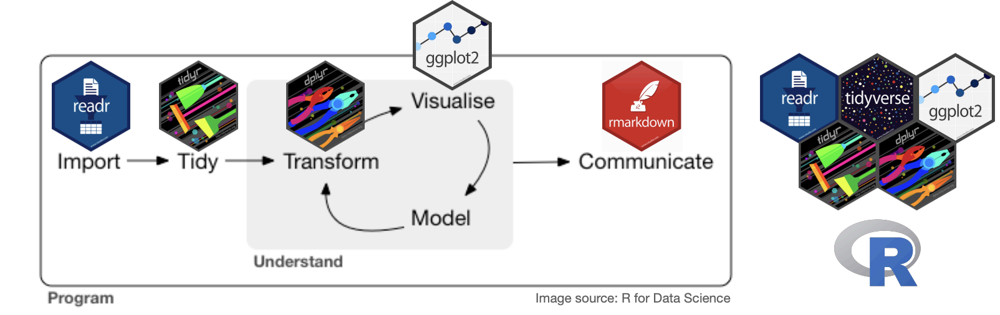 ggplot2
readr
tidyr
dplyr
rmarkdown
Import
Tidy
Transform
Visualise
Model
Communicate
Understand
Program
Image source: R for Data Science
readr
tidyverse
ggplot2
tidyr
dplyr
R